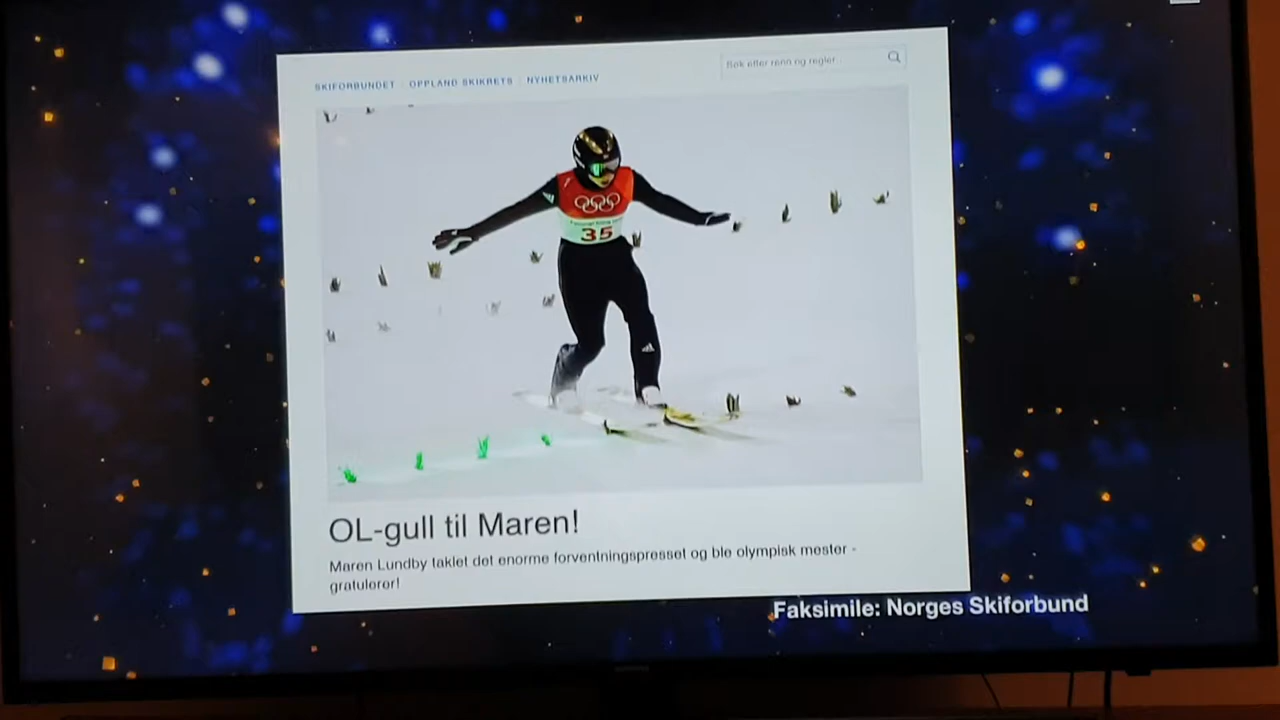 SKIFORBUNDET OPPLAND SKIKRETS NYHETSARKIV
Søk etter renn og regler
35
OL-gull til Maren!
Maren Lundby taklet det enorme forventningspresset og ble olympisk mester -
gratulerer!
Faksimile: Norges Skiforbund